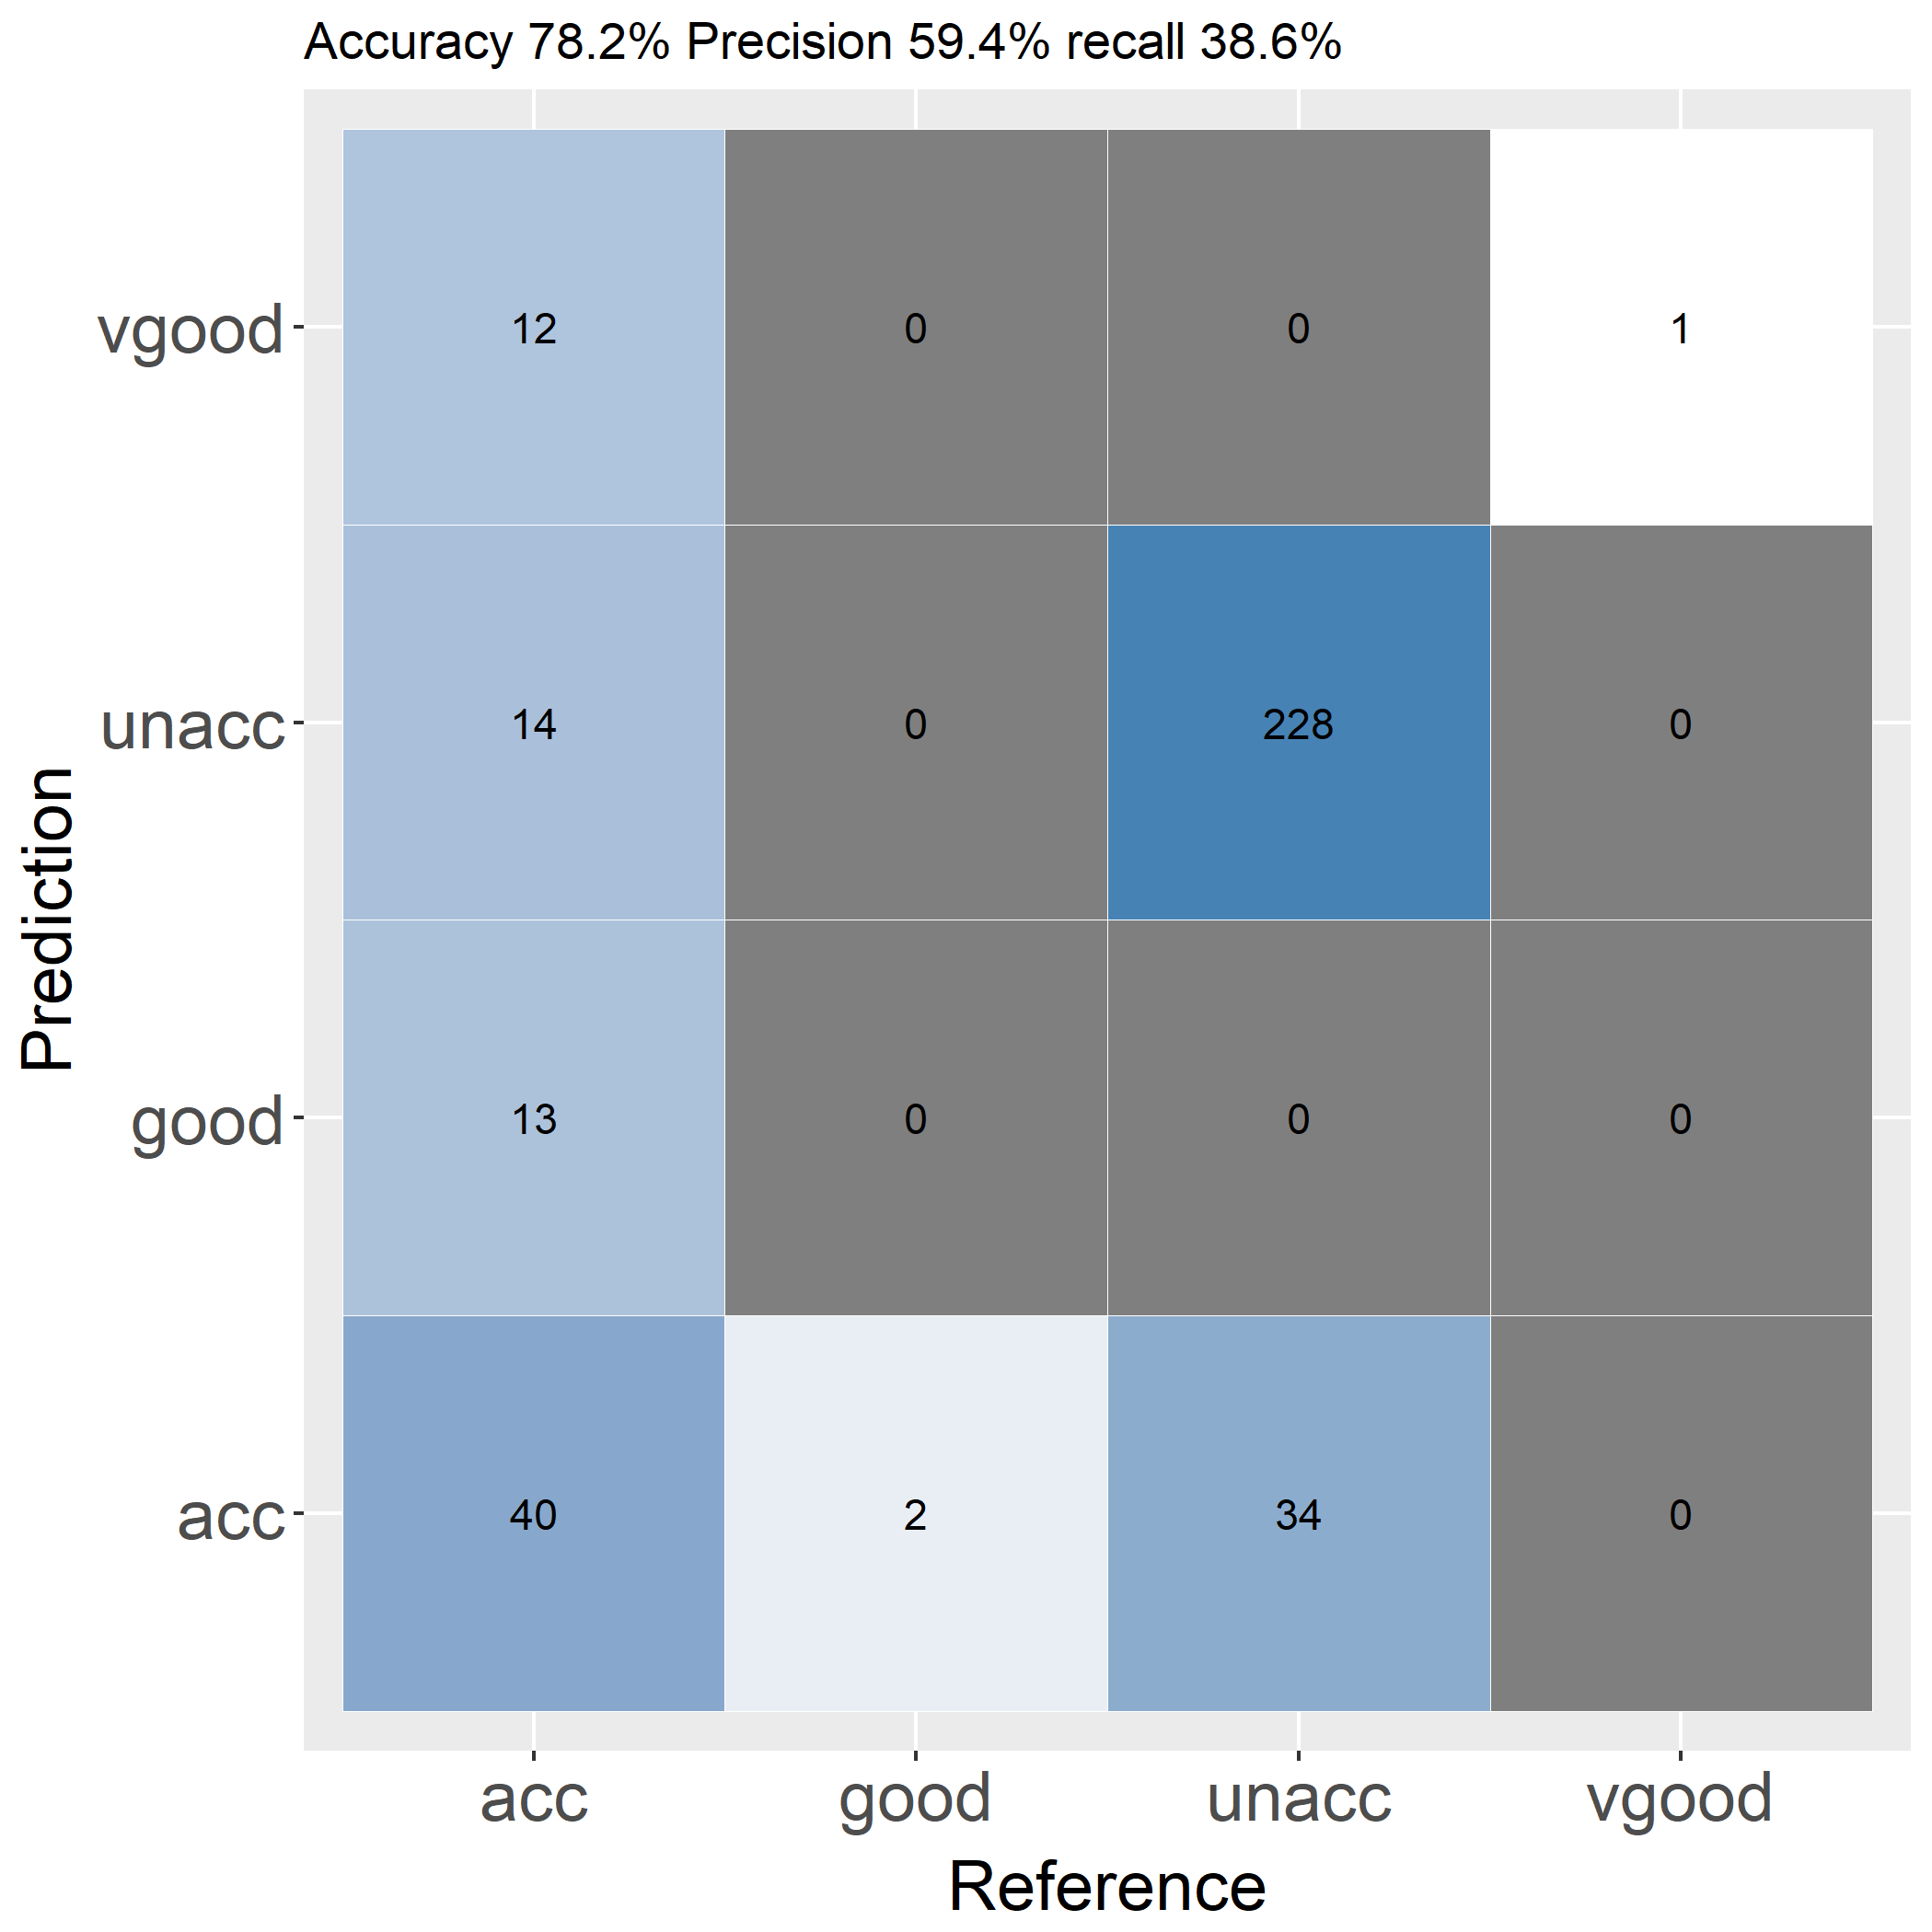 Accuracy 78.2% Precision 59.4% recall 38.6%
vgood 12 0 0 1
unacc 14 0 228 0
good 13 0 0 0
acc 40 2 34 0
Prediction
acc good unacc vgood
Reference